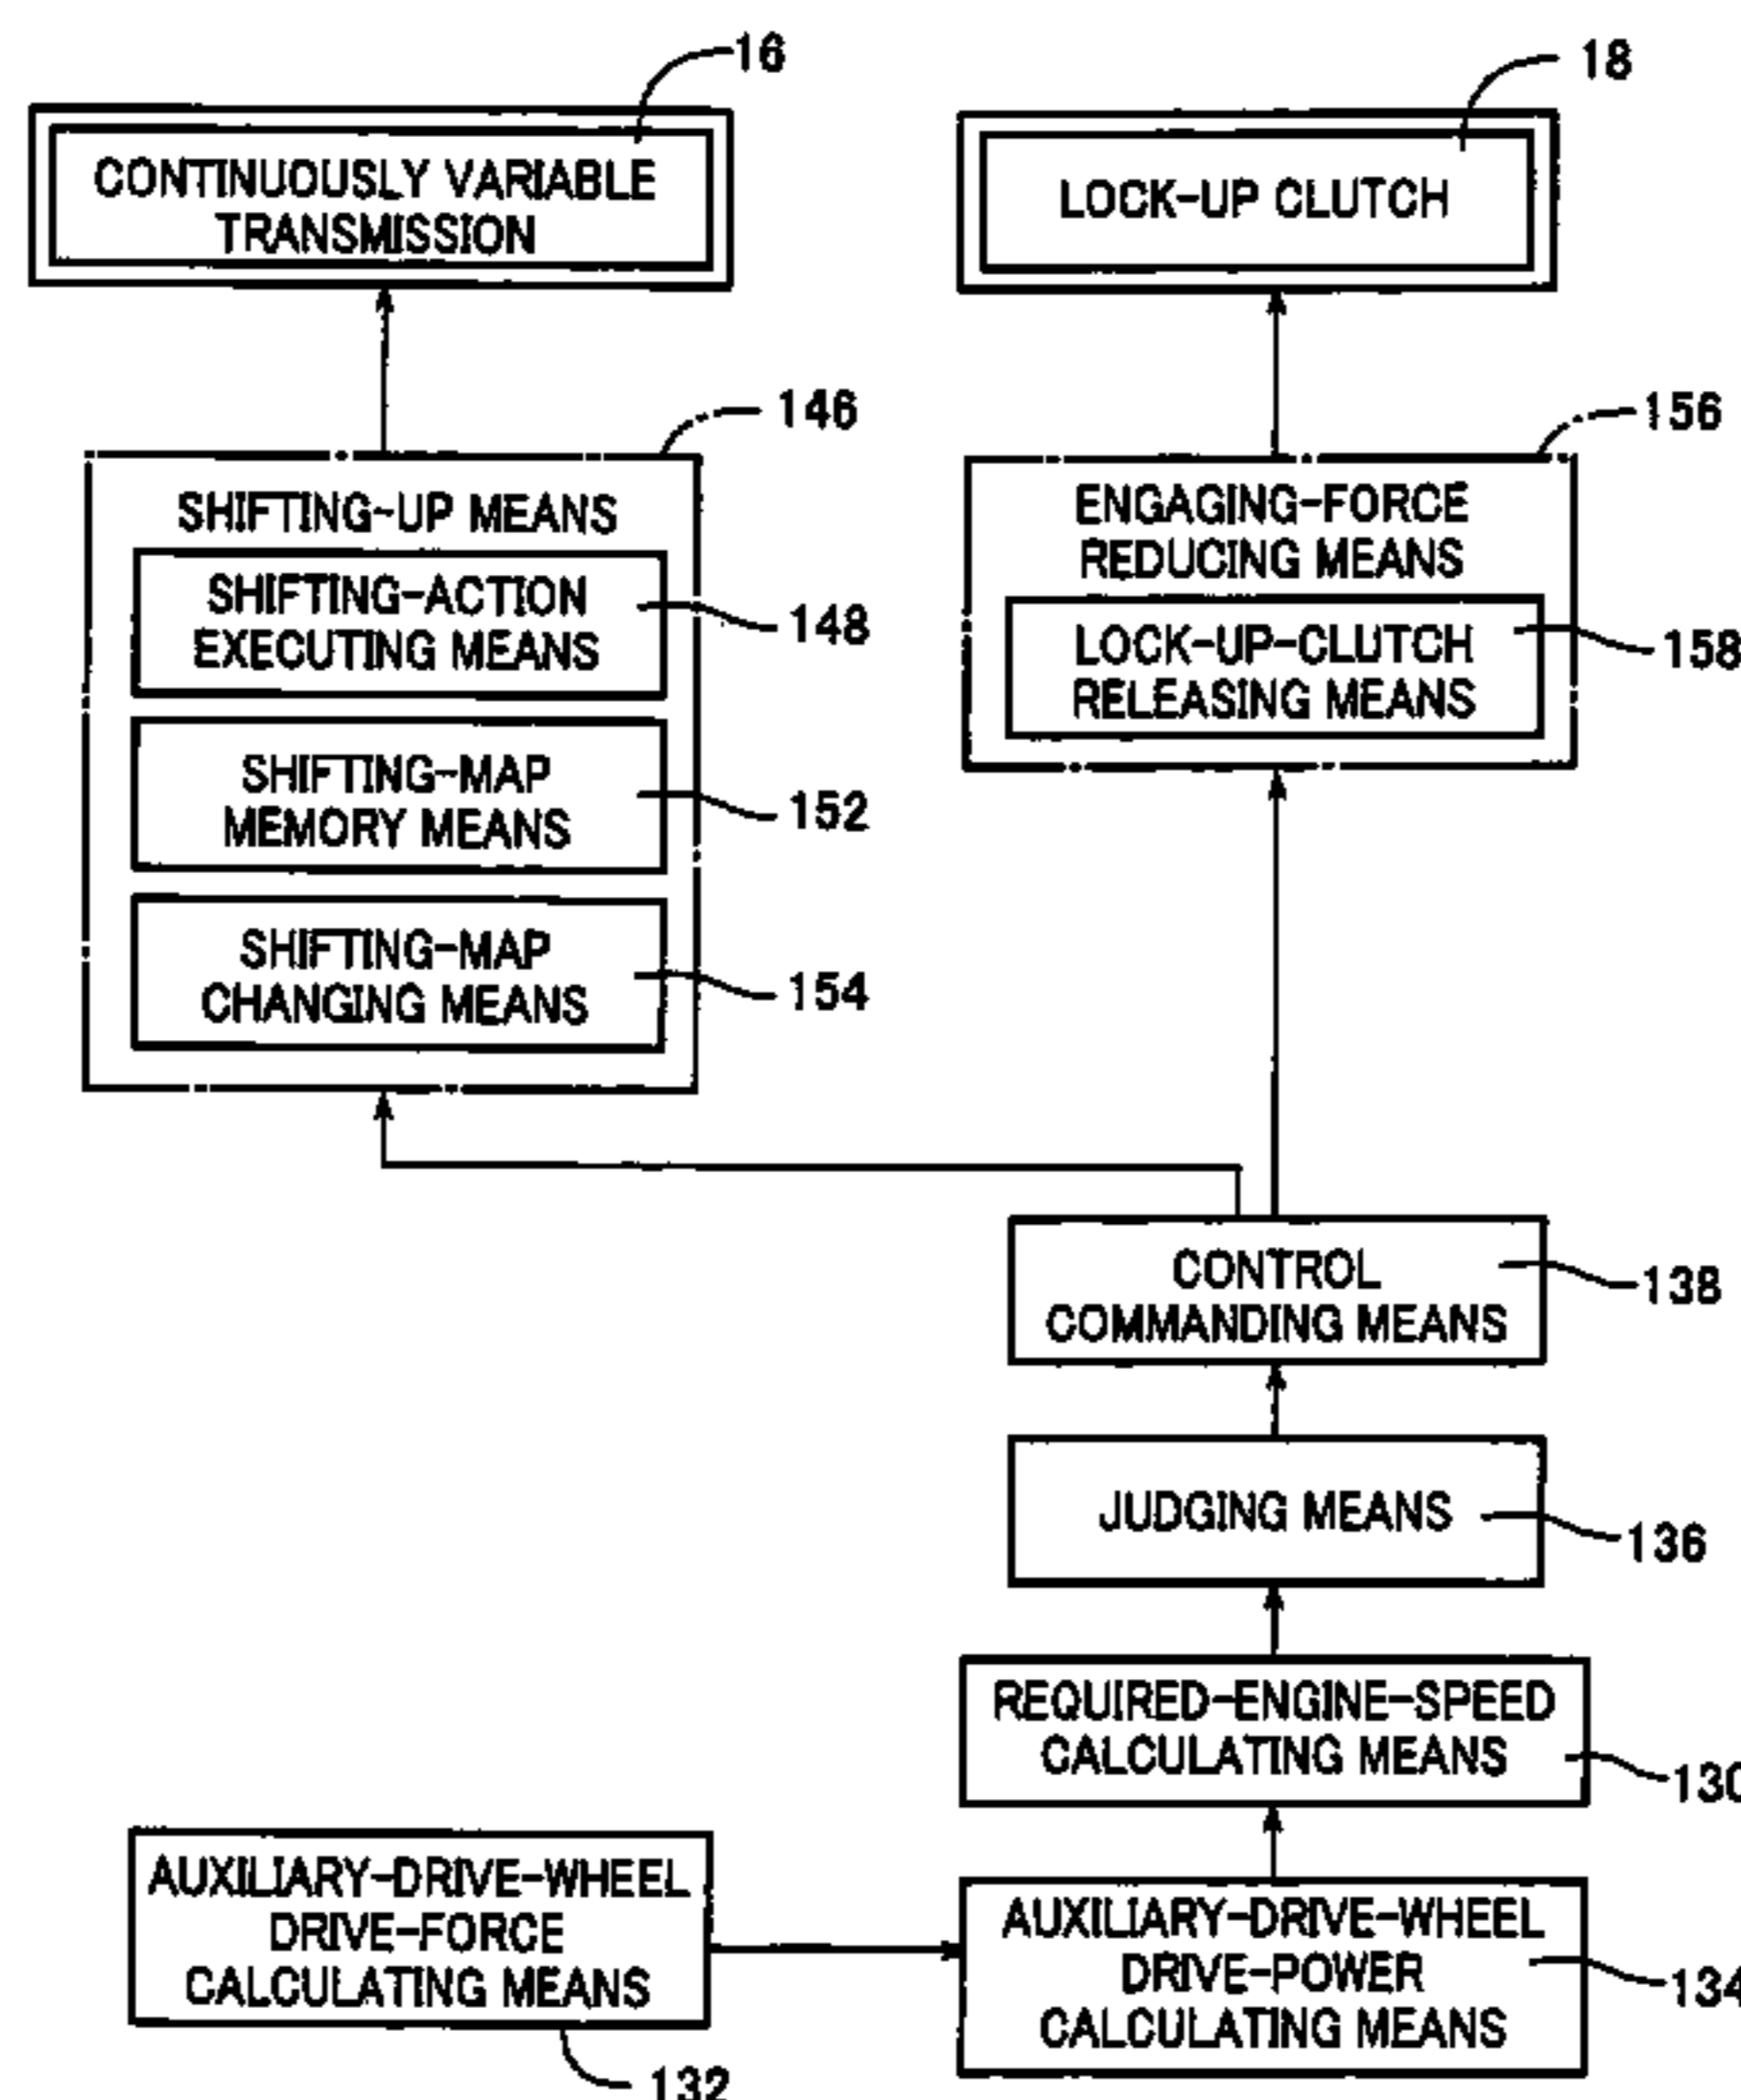 16
CONTINUOUSLY VARIABLE
TRANSMISSION
18
LOCK-UP CLUTCH
146
SHIFTING-UP MEANS
SHIFTING-ACTION
EXECUTING MEANS
148
SHIFTING-MAP
MEMORY MEANS
152
SHIFTING-MAP
CHANGING MEANS
154
156
ENGAGING-FORCE
REDUCING MEANS
LOCK-UP-CLUTCH
RELEASING MEANS
158
CONTROL
COMMANDING MEANS
138
JUDGING MEANS
136
REQUIRED-ENGINE-SPEED
CALCULATING MEANS
130
AUXILIARY-DRIVE-WHEEL
DRIVE-FORCE
CALCULATING MEANS
132
AUXILIARY-DRIVE-WHEEL
DRIVE-POWER
CALCULATING MEANS
134